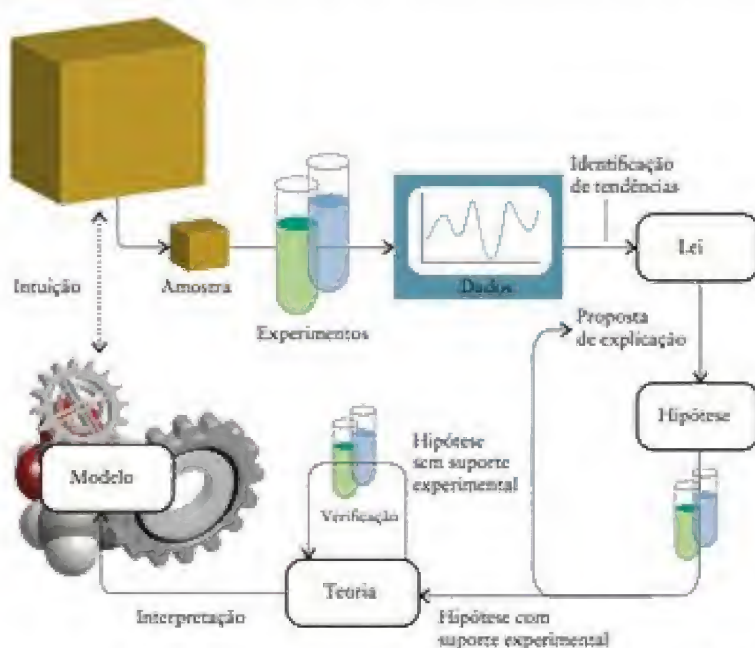 Identificação
de tendências
Lei
Intuição
Amostra
Experimentos
Dados
Proposta
de explicação
Hipótese
Modelo
Hipótese
sem suporte
experimental
Verificação
Teoria
Interpretação
Hipótese com
suporte experimental